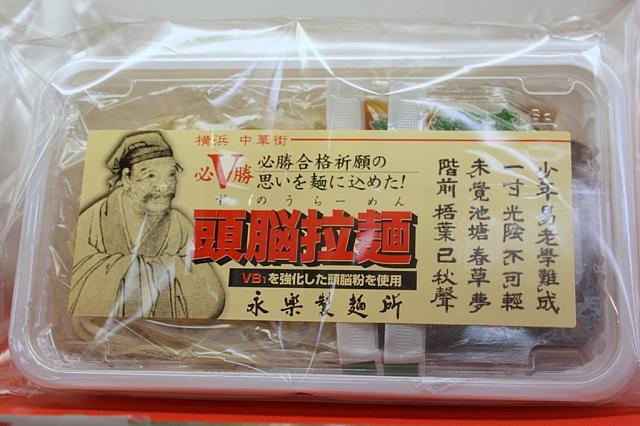 横浜 中華街
必V勝
必勝合格祈願の
思いを麺に込めた!
ずのうらーめん
頭脳拉麺
VB1を強化した頭脳粉を使用
永楽製麺所
少年易老學難成
一寸光陰不可輕
未覺池塘春草夢
階前梧葉已秋聲